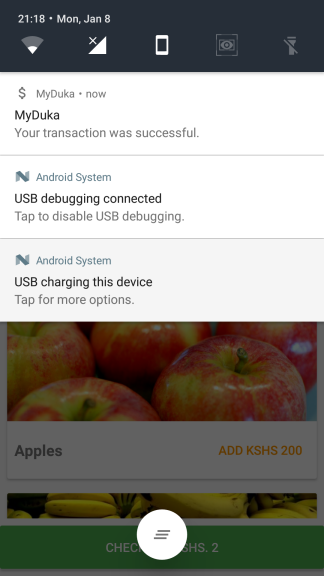 21:18 • Mon, Jan 8
MyDuka • now
MyDuka
Your transaction was successful.
Android System
USB debugging connected
Tap to disable USB debugging.
Android System
USB charging this device
Tap for more options.
Apples ADD KSHS 200
SHS. 2